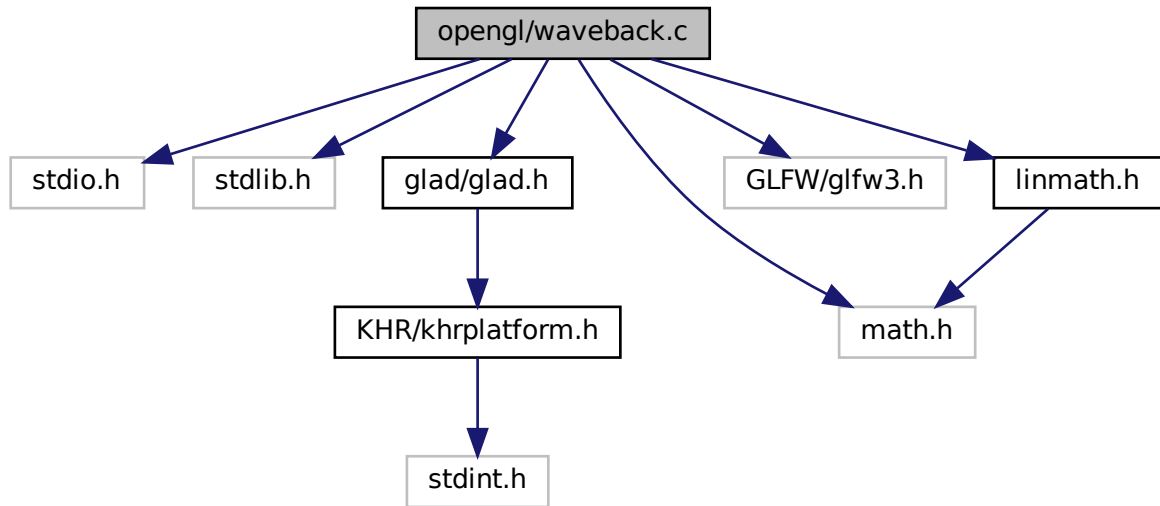 opengl/waveback.c
stdio.h
stdlib.h
glad/glad.h
GLFW/glfw3.h
linmath.h
KHR/khrplatform.h
math.h
stdint.h